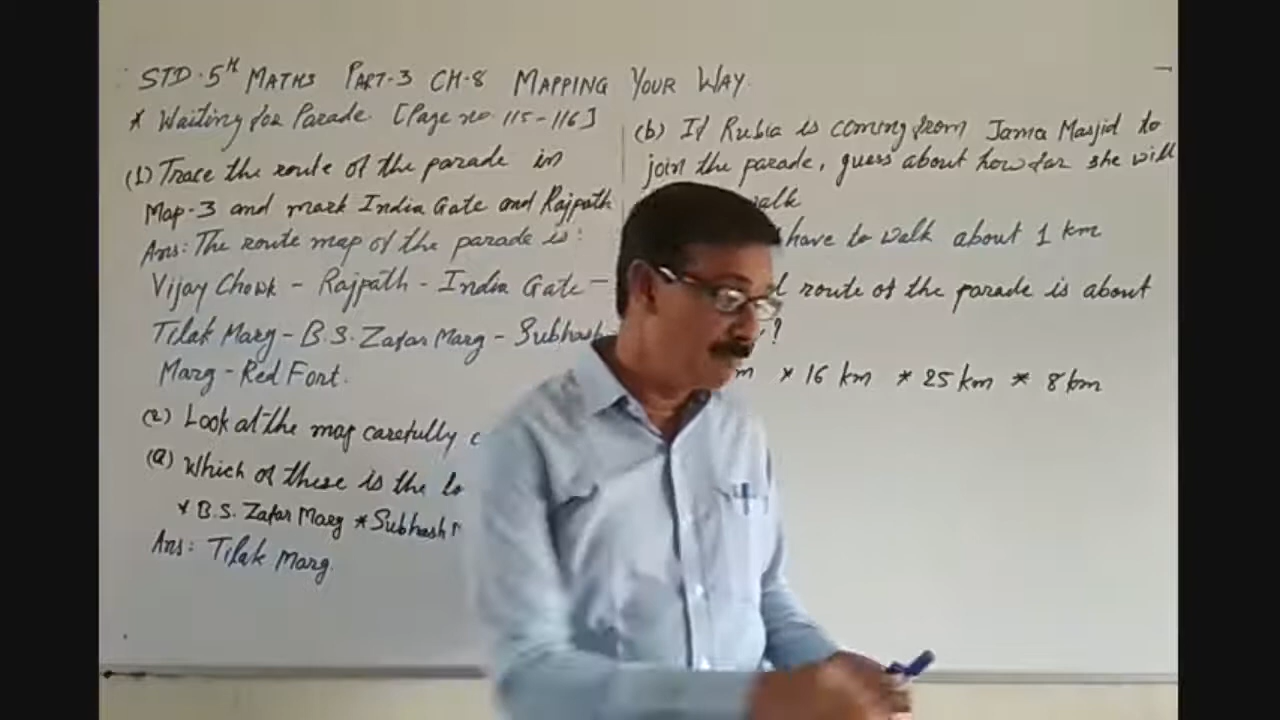 STD. 5TH MATHS PART-3 CH-8 MAPPING YOUR WAY
* Waiting for Parade. [Page no. 115-116]
(1) Trace the route of the parade in
Map-3 and mark India Gate and Rajpath
Ans: The route map of the parade is:
Vijay Chowk - Rajpath - India Gate -
Tilak Marg - B.S. Zafar Marg - Subhash
Marg - Red Fort.
(2) Look at the map carefully
(a) Which of these is the
* B.S. Zafar Marg * Subhash
Ans: Tilak Marg.
(b) If Rubia is coming from Jama Masjid to
join the parade, guess about how far she will
have to walk about 1 km
route of the parade is about
?
* 16 km * 25 km * 8 km